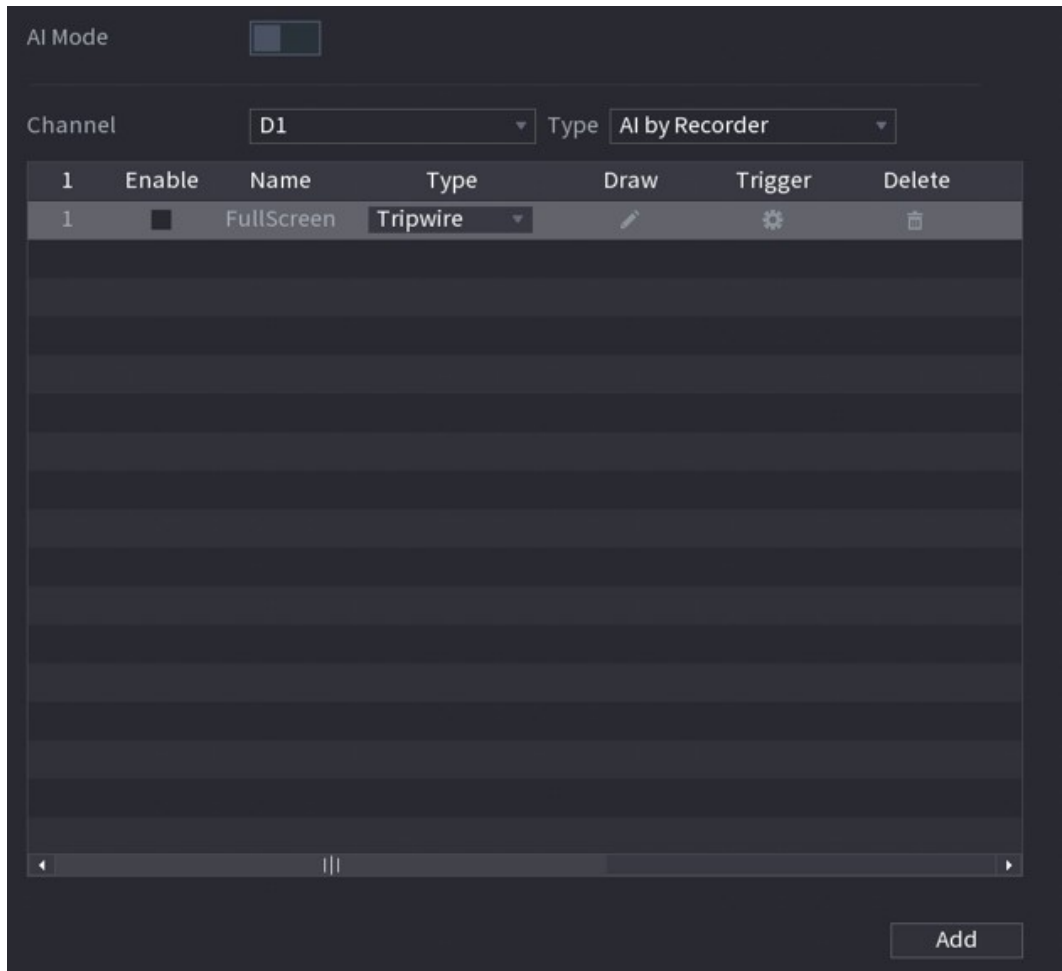 AI Mode
Channel D1 Type AI by Recorder
1 Enable Name Type Draw Trigger Delete
1 FullScreen Tripwire
Add